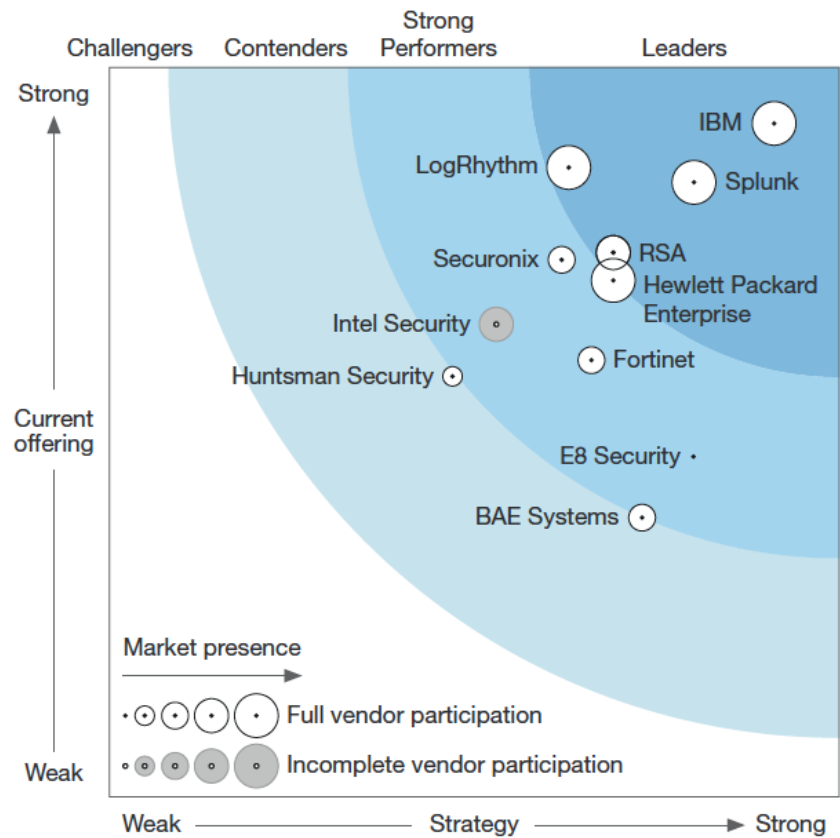 Strong
Challengers Contenders Performers Leaders
Strong
IBM
LogRhythm
Splunk
Securonix
RSA
Hewlett Packard
Enterprise
Intel Security
Fortinet
Huntsman Security
Current
offering
E8 Security
BAE Systems
Market presence
Full vendor participation
Incomplete vendor participation
Weak
Weak Strategy Strong